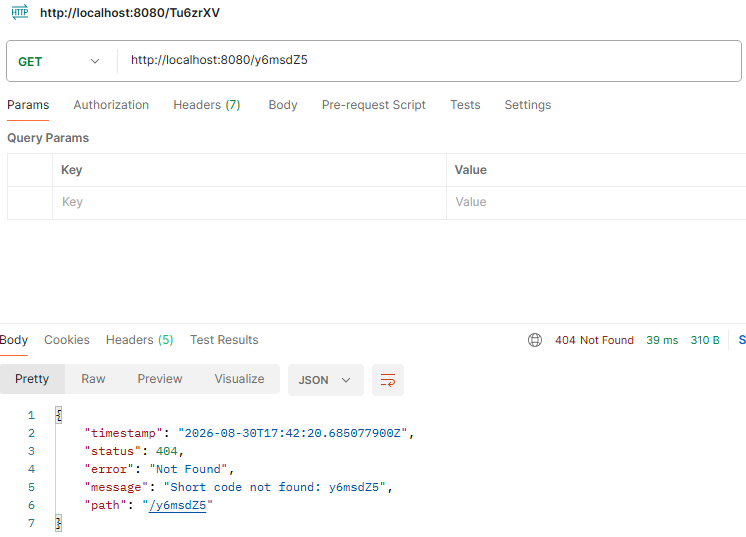 HTTP http://localhost:8080/Tu6zrXV
GET http://localhost:8080/y6msdZ5
Params Authorization Headers (7) Body Pre-request Script Tests Settings
Query Params
Key Value
Key Value
Body Cookies Headers (5) Test Results 404 Not Found 39 ms 310 B S
Pretty Raw Preview Visualize JSON
1 {
2 "timestamp": "2026-08-30T17:42:20.685077900Z",
3 "status": 404,
4 "error": "Not Found",
5 "message": "Short code not found: y6msdZ5",
6 "path": "/y6msdZ5"
7 }